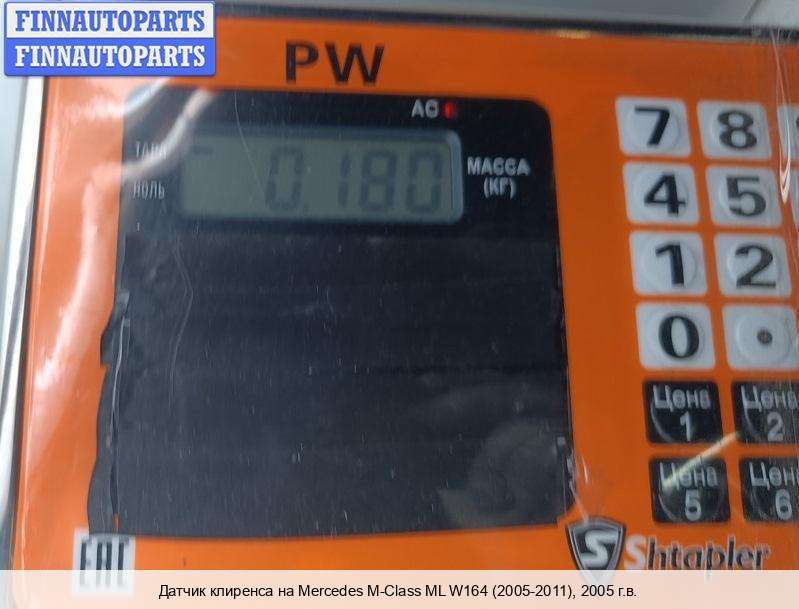 FINNAUTOPARTS
FINNAUTOPARTS
PW
AC
ТАРА
НОЛЬ
0.180
МАССА
(КГ)
7 8
4 5
1 2
0 .
Цена 1
Цена 2
Цена 5
Цен 6
EAC
S Shtapler
Датчик клиренса на Mercedes M-Class ML W164 (2005-2011), 2005 г.в.